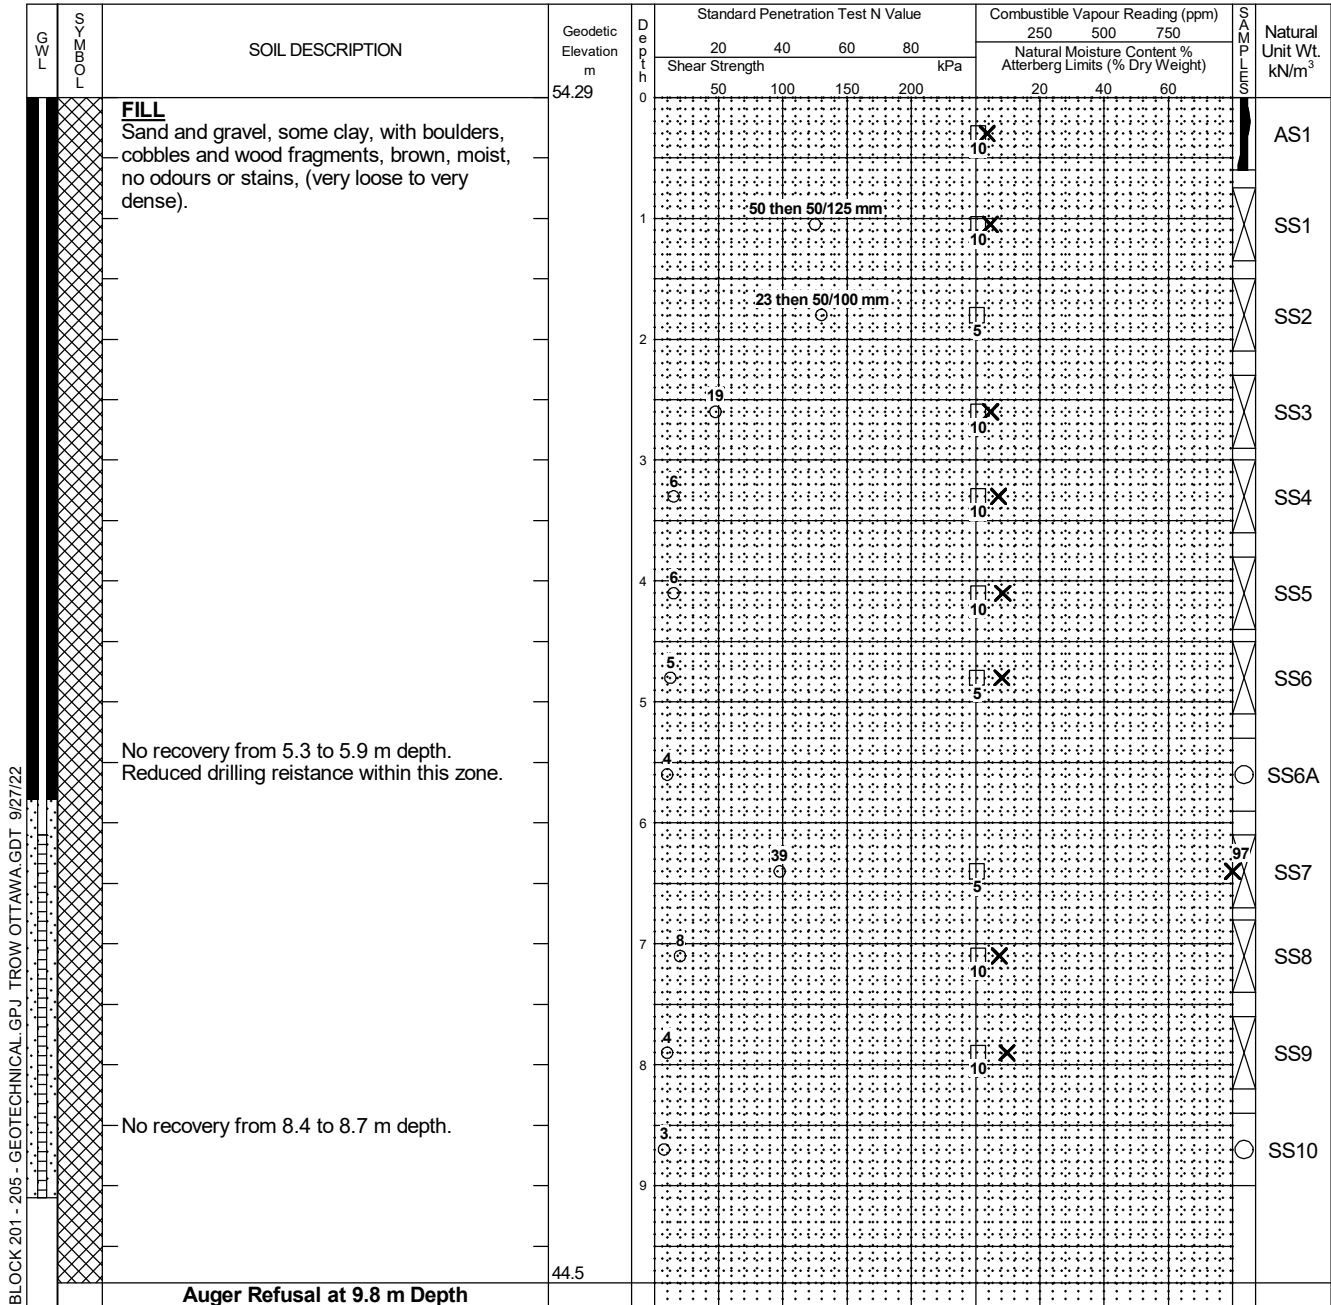 GWL
SYMBOL
SOIL DESCRIPTION
Geodetic
Elevation
m
54.29
Depth
Standard Penetration Test N Value
20 40 60 80
Shear Strength kPa
50 100 150 200
Combustible Vapour Reading (ppm)
250 500 750
Natural Moisture Content %
Atterberg Limits (% Dry Weight)
20 40 60
SAMPLES
Natural
Unit Wt.
kN/m³
0
FILL
Sand and gravel, some clay, with boulders,
cobbles and wood fragments, brown, moist,
no odours or stains, (very loose to very
dense).
10
AS1
50 then 50/125 mm
1
10
SS1
23 then 50/100 mm
5
SS2
2
19
10
SS3
3
6
10
SS4
4
6
10
SS5
5
5
SS6
5
No recovery from 5.3 to 5.9 m depth.
Reduced drilling reistance within this zone.
4
SS6A
6
39
5
97
SS7
7
8
10
SS8
4
10
SS9
8
No recovery from 8.4 to 8.7 m depth.
3
SS10
9
44.5
Auger Refusal at 9.8 m Depth
BLOCK 201 - 205 - GEOTECHNICAL.GPJ TROW OTTAWA.GDT 9/27/22